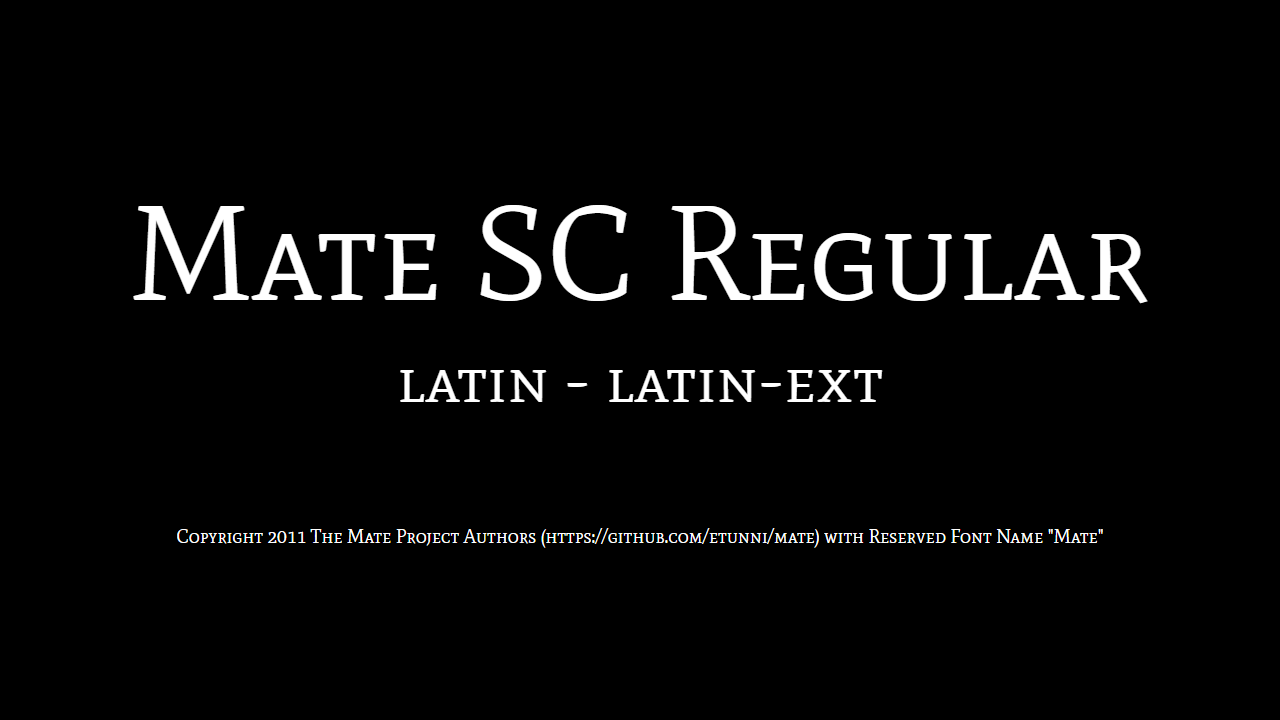 Mate SC Regular
latin - latin-ext
Copyright 2011 The Mate Project Authors (https://github.com/etunni/mate) with Reserved Font Name "Mate"